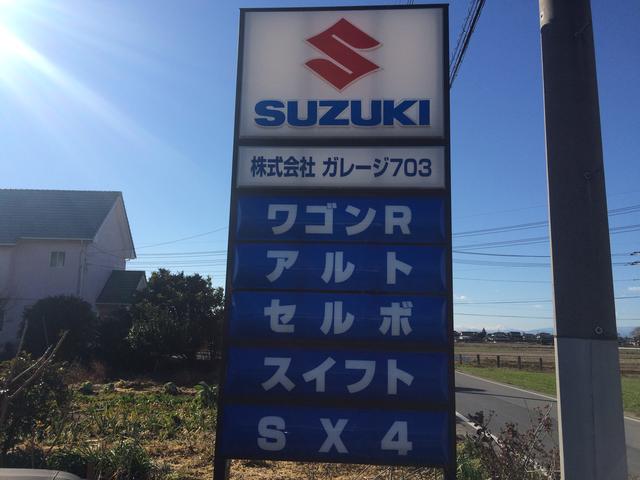 SUZUKI
株式会社 ガレージ703
ワゴンR
アルト
セルボ
スイフト
SX4